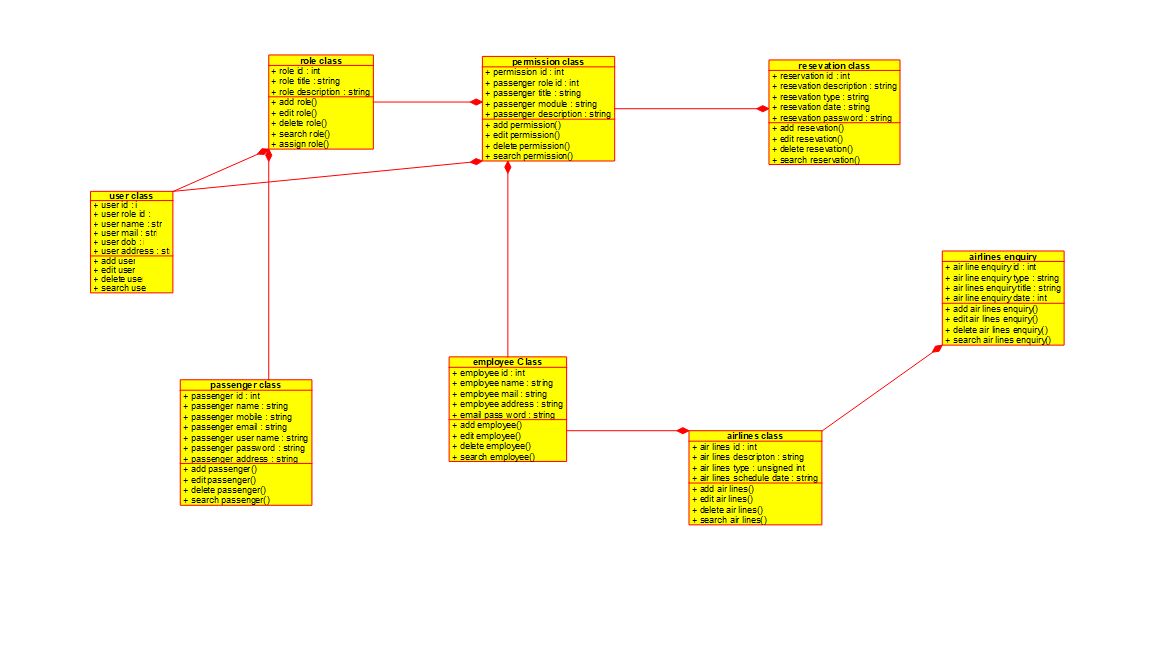 role class
+ role id : int
+ role title : string
+ role description : string
+ add role()
+ edit role()
+ delete role()
+ search role()
+ assign role()
permission class
+ permission id : int
+ passenger role id : int
+ passenger title : string
+ passenger module : string
+ passenger description : string
+ add permission()
+ edit permission()
+ delete permission()
+ search permission()
resevation class
+ reservation id : int
+ resevation description : string
+ resevation type : string
+ resevation date : string
+ resevation password : string
+ add resevation()
+ edit resevation()
+ delete resevation()
+ search reservation()
user class
+ user id : i
+ user role id :
+ user name : str
+ user mail : str
+ user dob : i
+ user address : st
+ add user
+ edit user
+ delete use
+ search use
airlines enquiry
+ air line enquiry id : int
+ air line enquiry type : string
+ air lines enquiry title : string
+ air line enquiry date : int
+ add air lines enquiry()
+ edit air lines enquiry()
+ delete air lines enquiry()
+ search air lines enquiry()
passenger class
+ passenger id : int
+ passenger name : string
+ passenger mobile : string
+ passenger email : string
+ passenger user name : string
+ passenger password : string
+ passenger address : string
+ add passenger()
+ edit passenger()
+ delete passenger()
+ search passenger()
employee Class
+ employee id : int
+ employee name : string
+ employee mail : string
+ employee address : string
+ email pass word : string
+ add employee()
+ edit employee()
+ delete employee()
+ search employee()
airlines class
+ air lines id : int
+ air lines descripton : string
+ air lines type : unsigned int
+ air lines schedule date : string
+ add air lines()
+ edit air lines()
+ delete air lines()
+ search air lines()